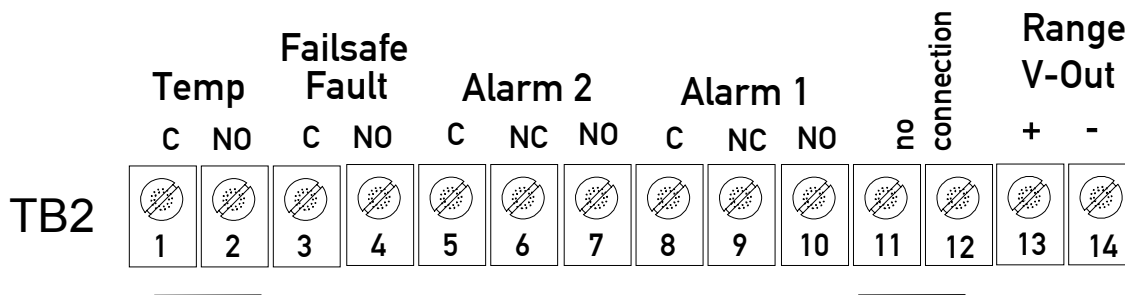 Temp
Failsafe
Fault
Alarm 2
Alarm 1
no
connection
Range
V-Out
C NO C NO C NC NO C NC NO + -
TB2
1 2 3 4 5 6 7 8 9 10 11 12 13 14